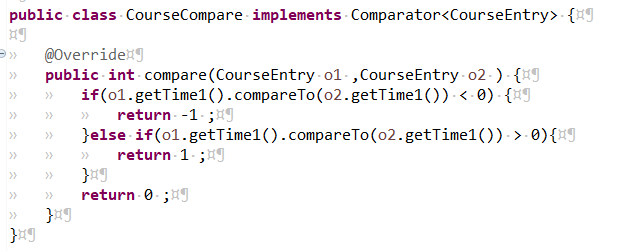 public class CourseCompare implements Comparator<CourseEntry> {

    @Override
    public int compare(CourseEntry o1 ,CourseEntry o2 ) {
        if(o1.getTime1().compareTo(o2.getTime1()) < 0) {
            return -1 ;
        }else if(o1.getTime1().compareTo(o2.getTime1()) > 0){
            return 1 ;
        }
        return 0 ;
    }
}